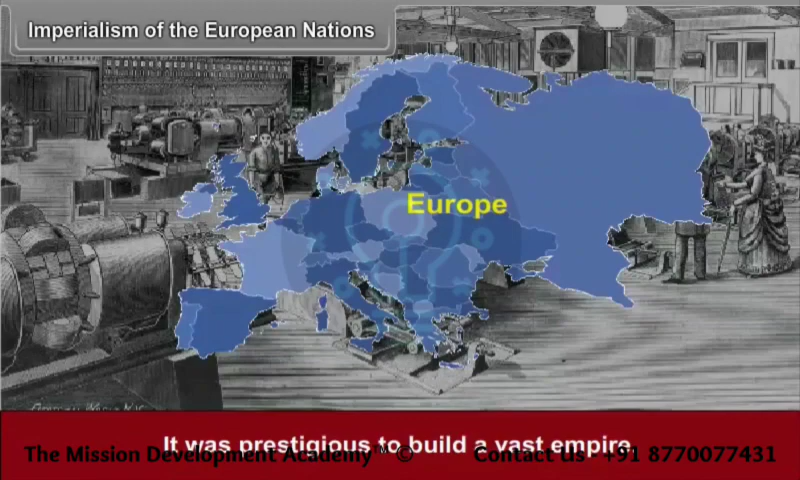 Imperialism of the European Nations
Europe
It was prestigious to build a vast empire.
The Mission Development Academy™ © Contact Us +91 8770077431